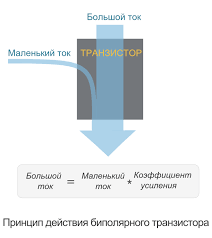 Большой ток
Маленький ток
ТРАНЗИСТОР
Большой ток = Маленький ток * Коэффициент усиления
Принцип действия биполярного транзистора